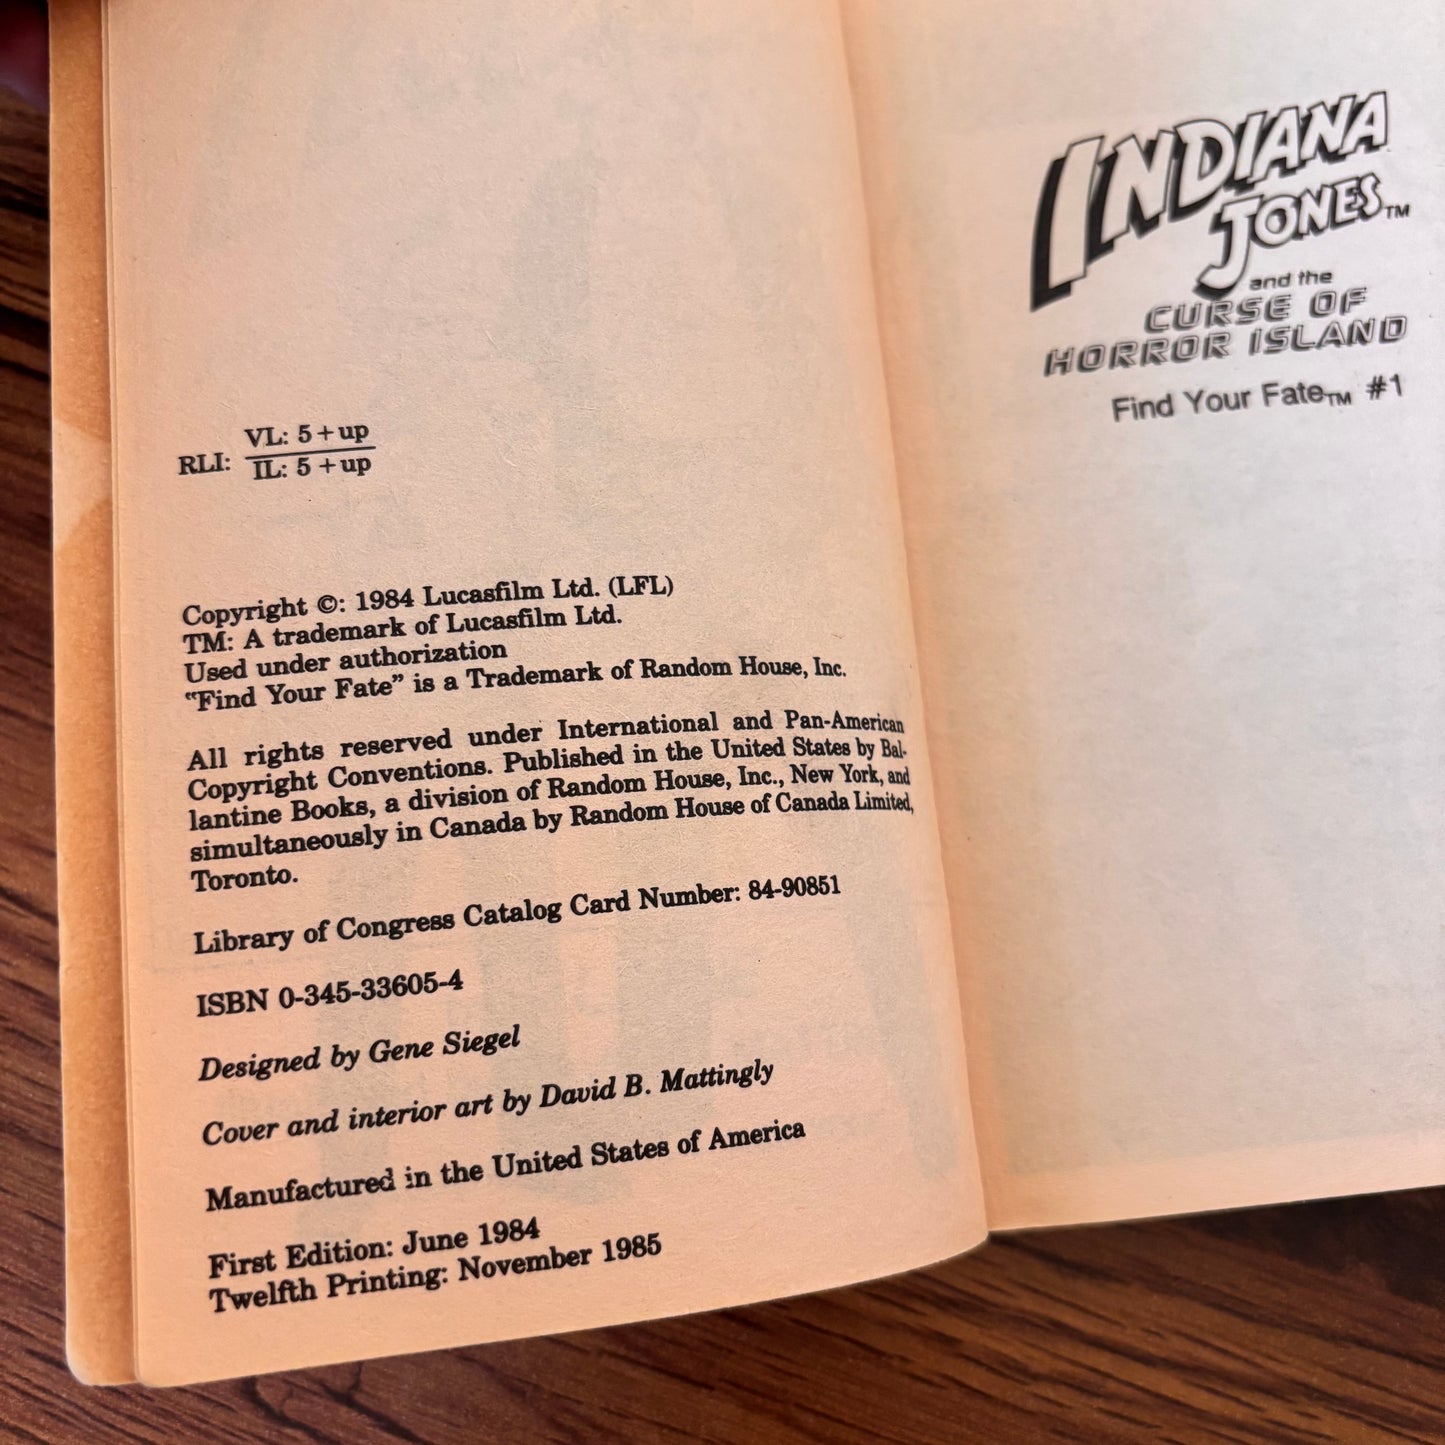 RLI: VL: 5 + up
IL: 5 + up
Copyright ©: 1984 Lucasfilm Ltd. (LFL)
TM: A trademark of Lucasfilm Ltd.
Used under authorization
"Find Your Fate" is a Trademark of Random House, Inc.
All rights reserved under International and Pan-American
Copyright Conventions. Published in the United States by Bal-
lantine Books, a division of Random House, Inc., New York, and
simultaneously in Canada by Random House of Canada Limited,
Toronto.
Library of Congress Catalog Card Number: 84-90851
ISBN 0-345-33605-4
Designed by Gene Siegel
Cover and interior art by David B. Mattingly
Manufactured in the United States of America
First Edition: June 1984
Twelfth Printing: November 1985
INDIANA
JONES TM
and the
CURSE OF
HORROR ISLAND
Find Your Fate TM #1